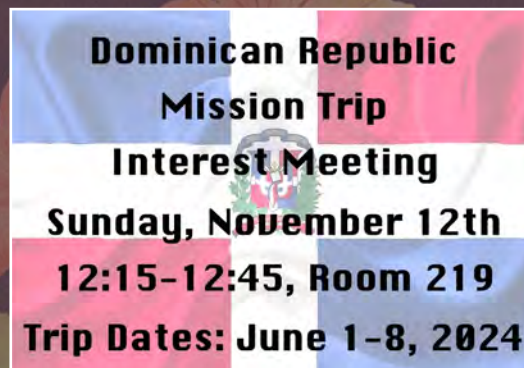 Dominican Republic
Mission Trip
Interest Meeting
Sunday, November 12th
12:15-12:45, Room 219
Trip Dates: June 1-8, 2024